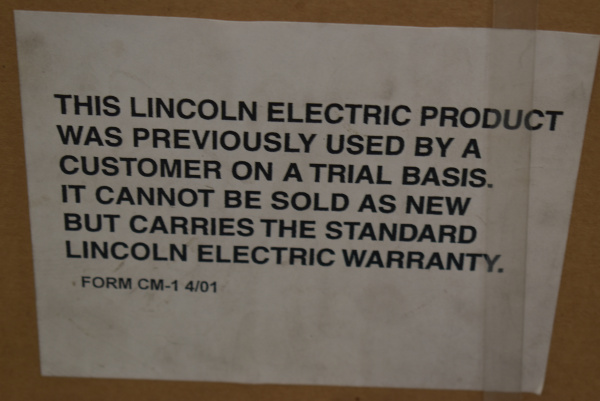 THIS LINCOLN ELECTRIC PRODUCT
WAS PREVIOUSLY USED BY A
CUSTOMER ON A TRIAL BASIS.
IT CANNOT BE SOLD AS NEW
BUT CARRIES THE STANDARD
LINCOLN ELECTRIC WARRANTY.
FORM CM-1 4/01